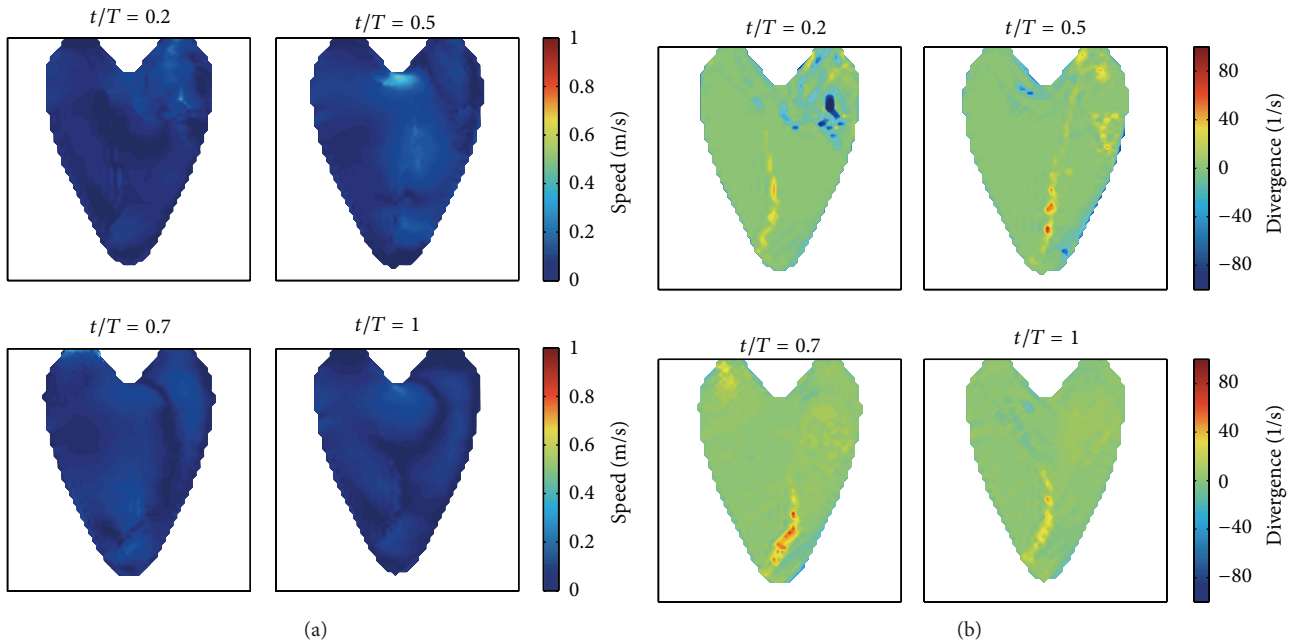 t/T = 0.2
t/T = 0.5
1
0.8
0.6
0.4
0.2
0
Speed (m/s)
t/T = 0.7
t/T = 1
1
0.8
0.6
0.4
0.2
0
Speed (m/s)
(a)
t/T = 0.2
t/T = 0.5
80
40
0
−40
−80
Divergence (1/s)
t/T = 0.7
t/T = 1
80
40
0
−40
−80
Divergence (1/s)
(b)